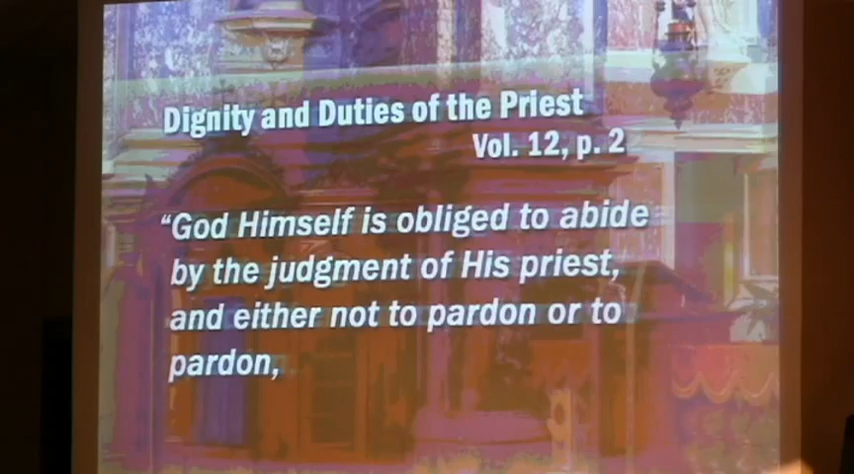 Dignity and Duties of the Priest
Vol. 12, p. 2
“God Himself is obliged to abide
by the judgment of His priest,
and either not to pardon or to
pardon,